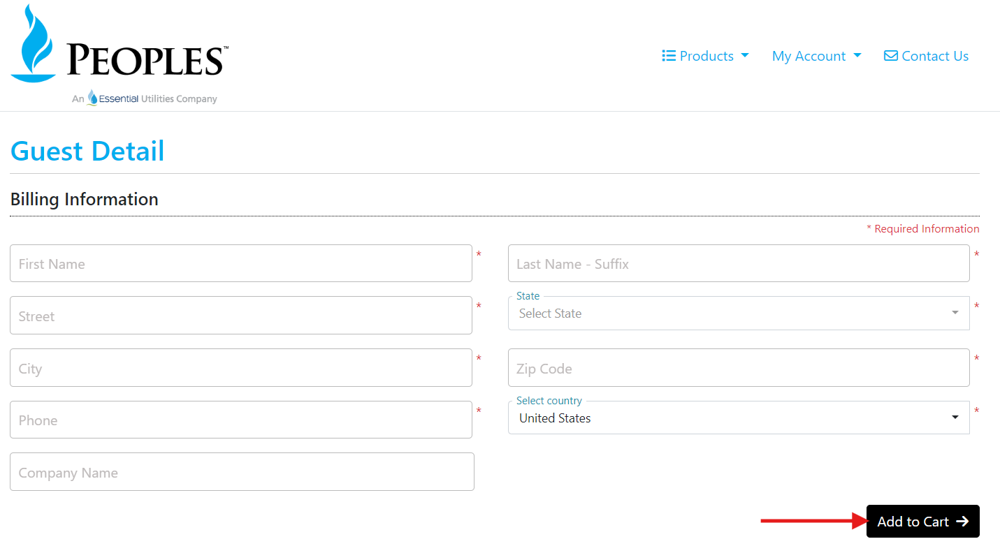 PEOPLES™
An Essential Utilities Company
Products My Account Contact Us
Guest Detail
Billing Information
* Required Information
First Name * Last Name - Suffix *
State
Street * Select State *
City * Zip Code *
Select country
Phone * United States *
Company Name
Add to Cart →